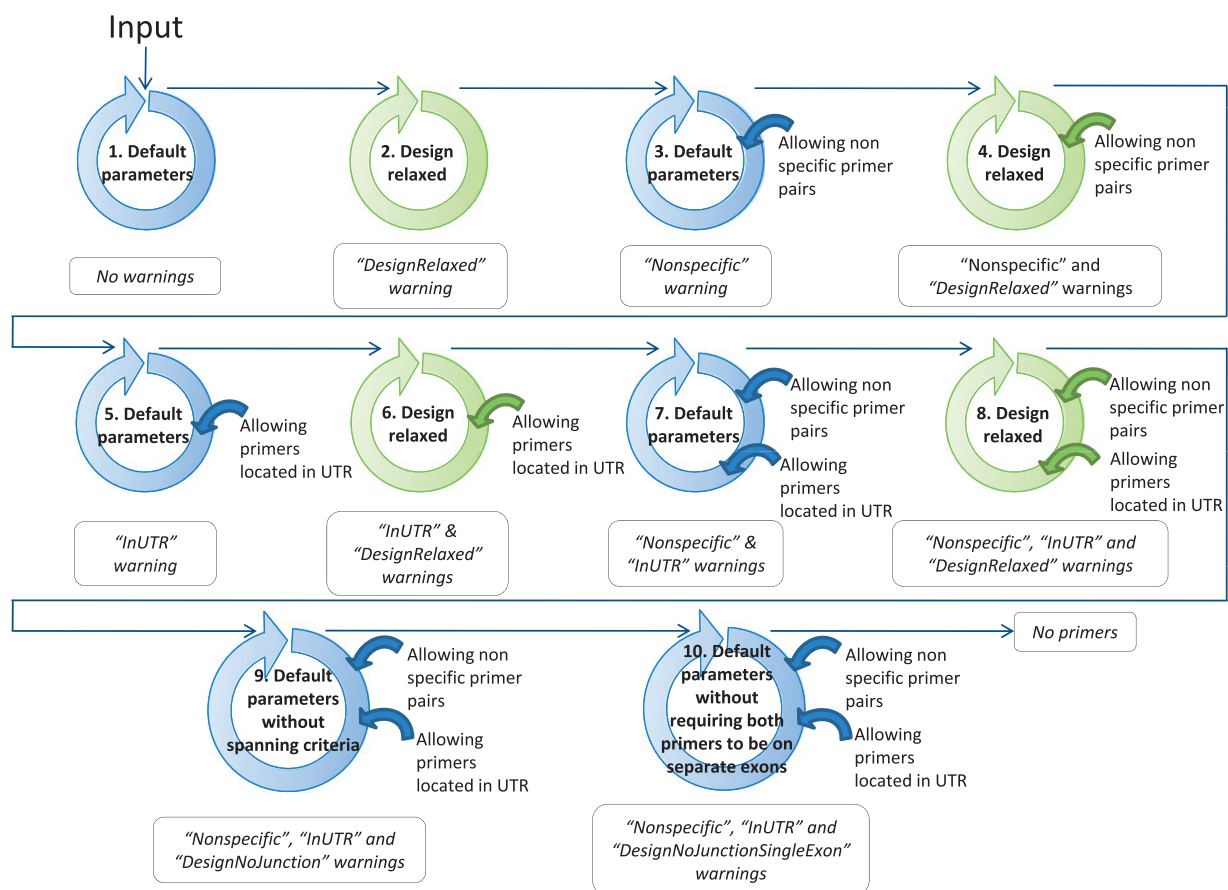 Input
1. Default
parameters
2. Design
relaxed
3. Default
parameters
Allowing non
specific primer
pairs
4. Design
relaxed
Allowing non
specific primer
pairs
No warnings
“DesignRelaxed”
warning
“Nonspecific”
warning
“Nonspecific” and
“DesignRelaxed” warnings
5. Default
parameters
Allowing
primers
located in UTR
6. Design
relaxed
Allowing
primers
located in UTR
7. Default
parameters
Allowing non
specific primer
pairs
Allowing
primers
located in UTR
8. Design
relaxed
Allowing non
specific primer
pairs
Allowing
primers
located in UTR
“InUTR”
warning
“InUTR” &
“DesignRelaxed”
warnings
“Nonspecific” &
“InUTR” warnings
“Nonspecific”, “InUTR” and
“DesignRelaxed” warnings
9. Default
parameters
without
spanning criteria
Allowing non
specific primer
pairs
Allowing
primers
located in UTR
10. Default
parameters
without
requiring both
primers to be on
separate exons
Allowing non
specific primer
pairs
Allowing
primers
located in UTR
No primers
“Nonspecific”, “InUTR” and
“DesignNoJunction” warnings
“Nonspecific”, “InUTR” and
“DesignNoJunctionSingleExon”
warnings